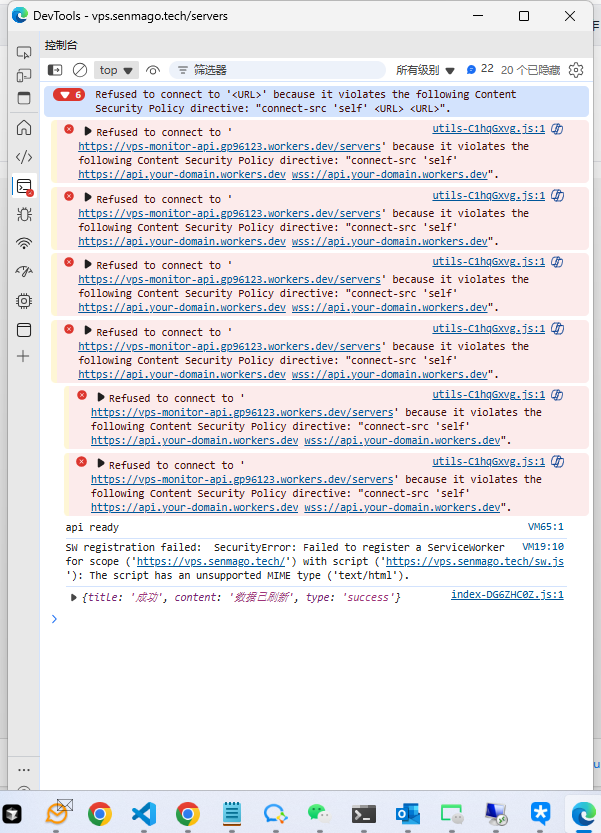 DevTools - vps.senmago.tech/servers
控制台
top
筛选器
所有级别
22
20 个已隐藏
6
Refused to connect to '<URL>' because it violates the following Content
Security Policy directive: "connect-src 'self' <URL> <URL>".
Refused to connect to '
utils-C1hqGxvg.js:1
https://vps-monitor-api.gp96123.workers.dev/servers' because it violates the
following Content Security Policy directive: "connect-src 'self'
https://api.your-domain.workers.dev wss://api.your-domain.workers.dev".
Refused to connect to '
utils-C1hqGxvg.js:1
https://vps-monitor-api.gp96123.workers.dev/servers' because it violates the
following Content Security Policy directive: "connect-src 'self'
https://api.your-domain.workers.dev wss://api.your-domain.workers.dev".
Refused to connect to '
utils-C1hqGxvg.js:1
https://vps-monitor-api.gp96123.workers.dev/servers' because it violates the
following Content Security Policy directive: "connect-src 'self'
https://api.your-domain.workers.dev wss://api.your-domain.workers.dev".
Refused to connect to '
utils-C1hqGxvg.js:1
https://vps-monitor-api.gp96123.workers.dev/servers' because it violates the
following Content Security Policy directive: "connect-src 'self'
https://api.your-domain.workers.dev wss://api.your-domain.workers.dev".
Refused to connect to '
utils-C1hqGxvg.js:1
https://vps-monitor-api.gp96123.workers.dev/servers' because it violates the
following Content Security Policy directive: "connect-src 'self'
https://api.your-domain.workers.dev wss://api.your-domain.workers.dev".
Refused to connect to '
utils-C1hqGxvg.js:1
https://vps-monitor-api.gp96123.workers.dev/servers' because it violates the
following Content Security Policy directive: "connect-src 'self'
https://api.your-domain.workers.dev wss://api.your-domain.workers.dev".
api ready
VM65:1
SW registration failed:  SecurityError: Failed to register a ServiceWorker
VM19:10
for scope ('https://vps.senmago.tech/') with script ('https://vps.senmago.tech/sw.js
'): The script has an unsupported MIME type ('text/html').
{title: '成功', content: '数据已刷新', type: 'success'}
index-DG6ZHC0Z.js:1